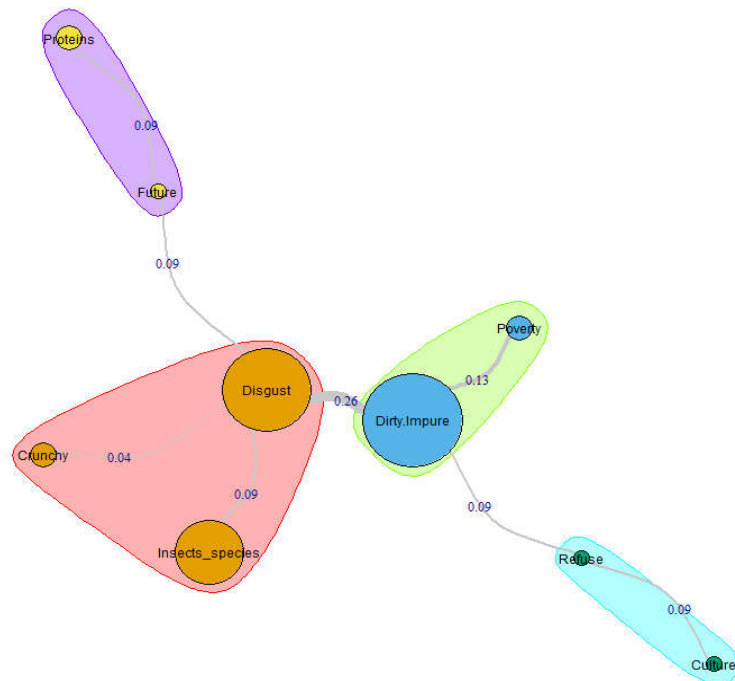 Proteins
0.09
Future
0.09
Poverty
0.13
Disgust
0.26
Dirty.Impure
Crunchy
0.04
0.09
0.09
Insects_species
Refuse
0.09
Culture